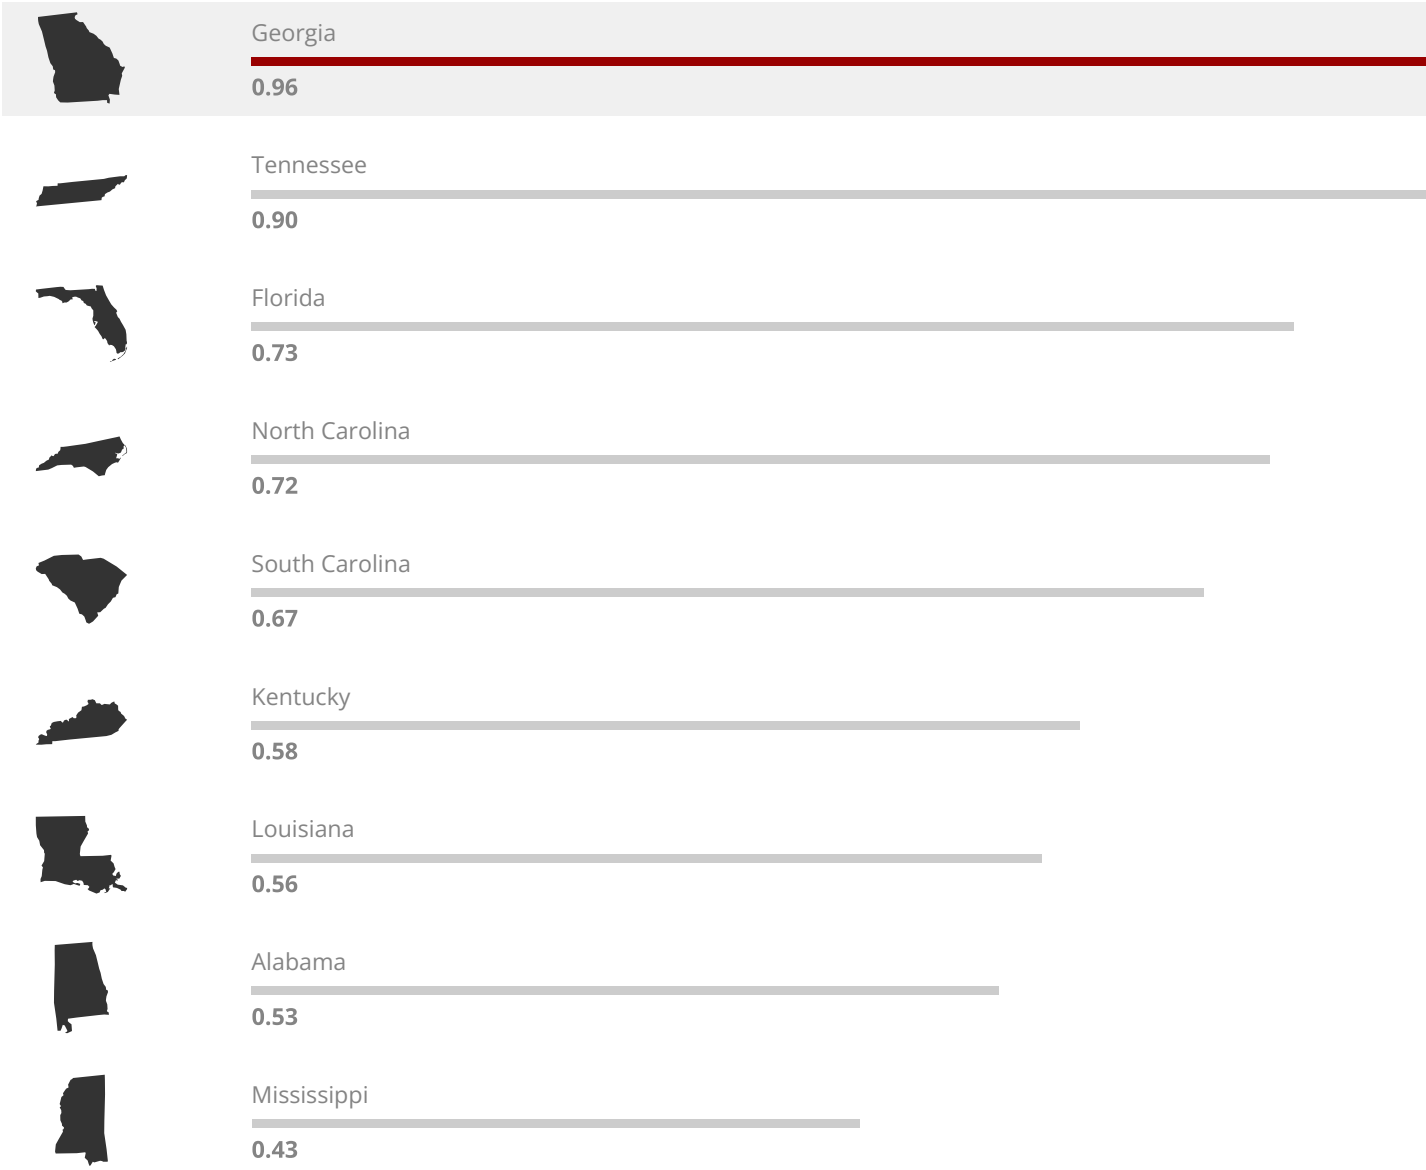 Georgia
0.96
Tennessee
0.90
Florida
0.73
North Carolina
0.72
South Carolina
0.67
Kentucky
0.58
Louisiana
0.56
Alabama
0.53
Mississippi
0.43